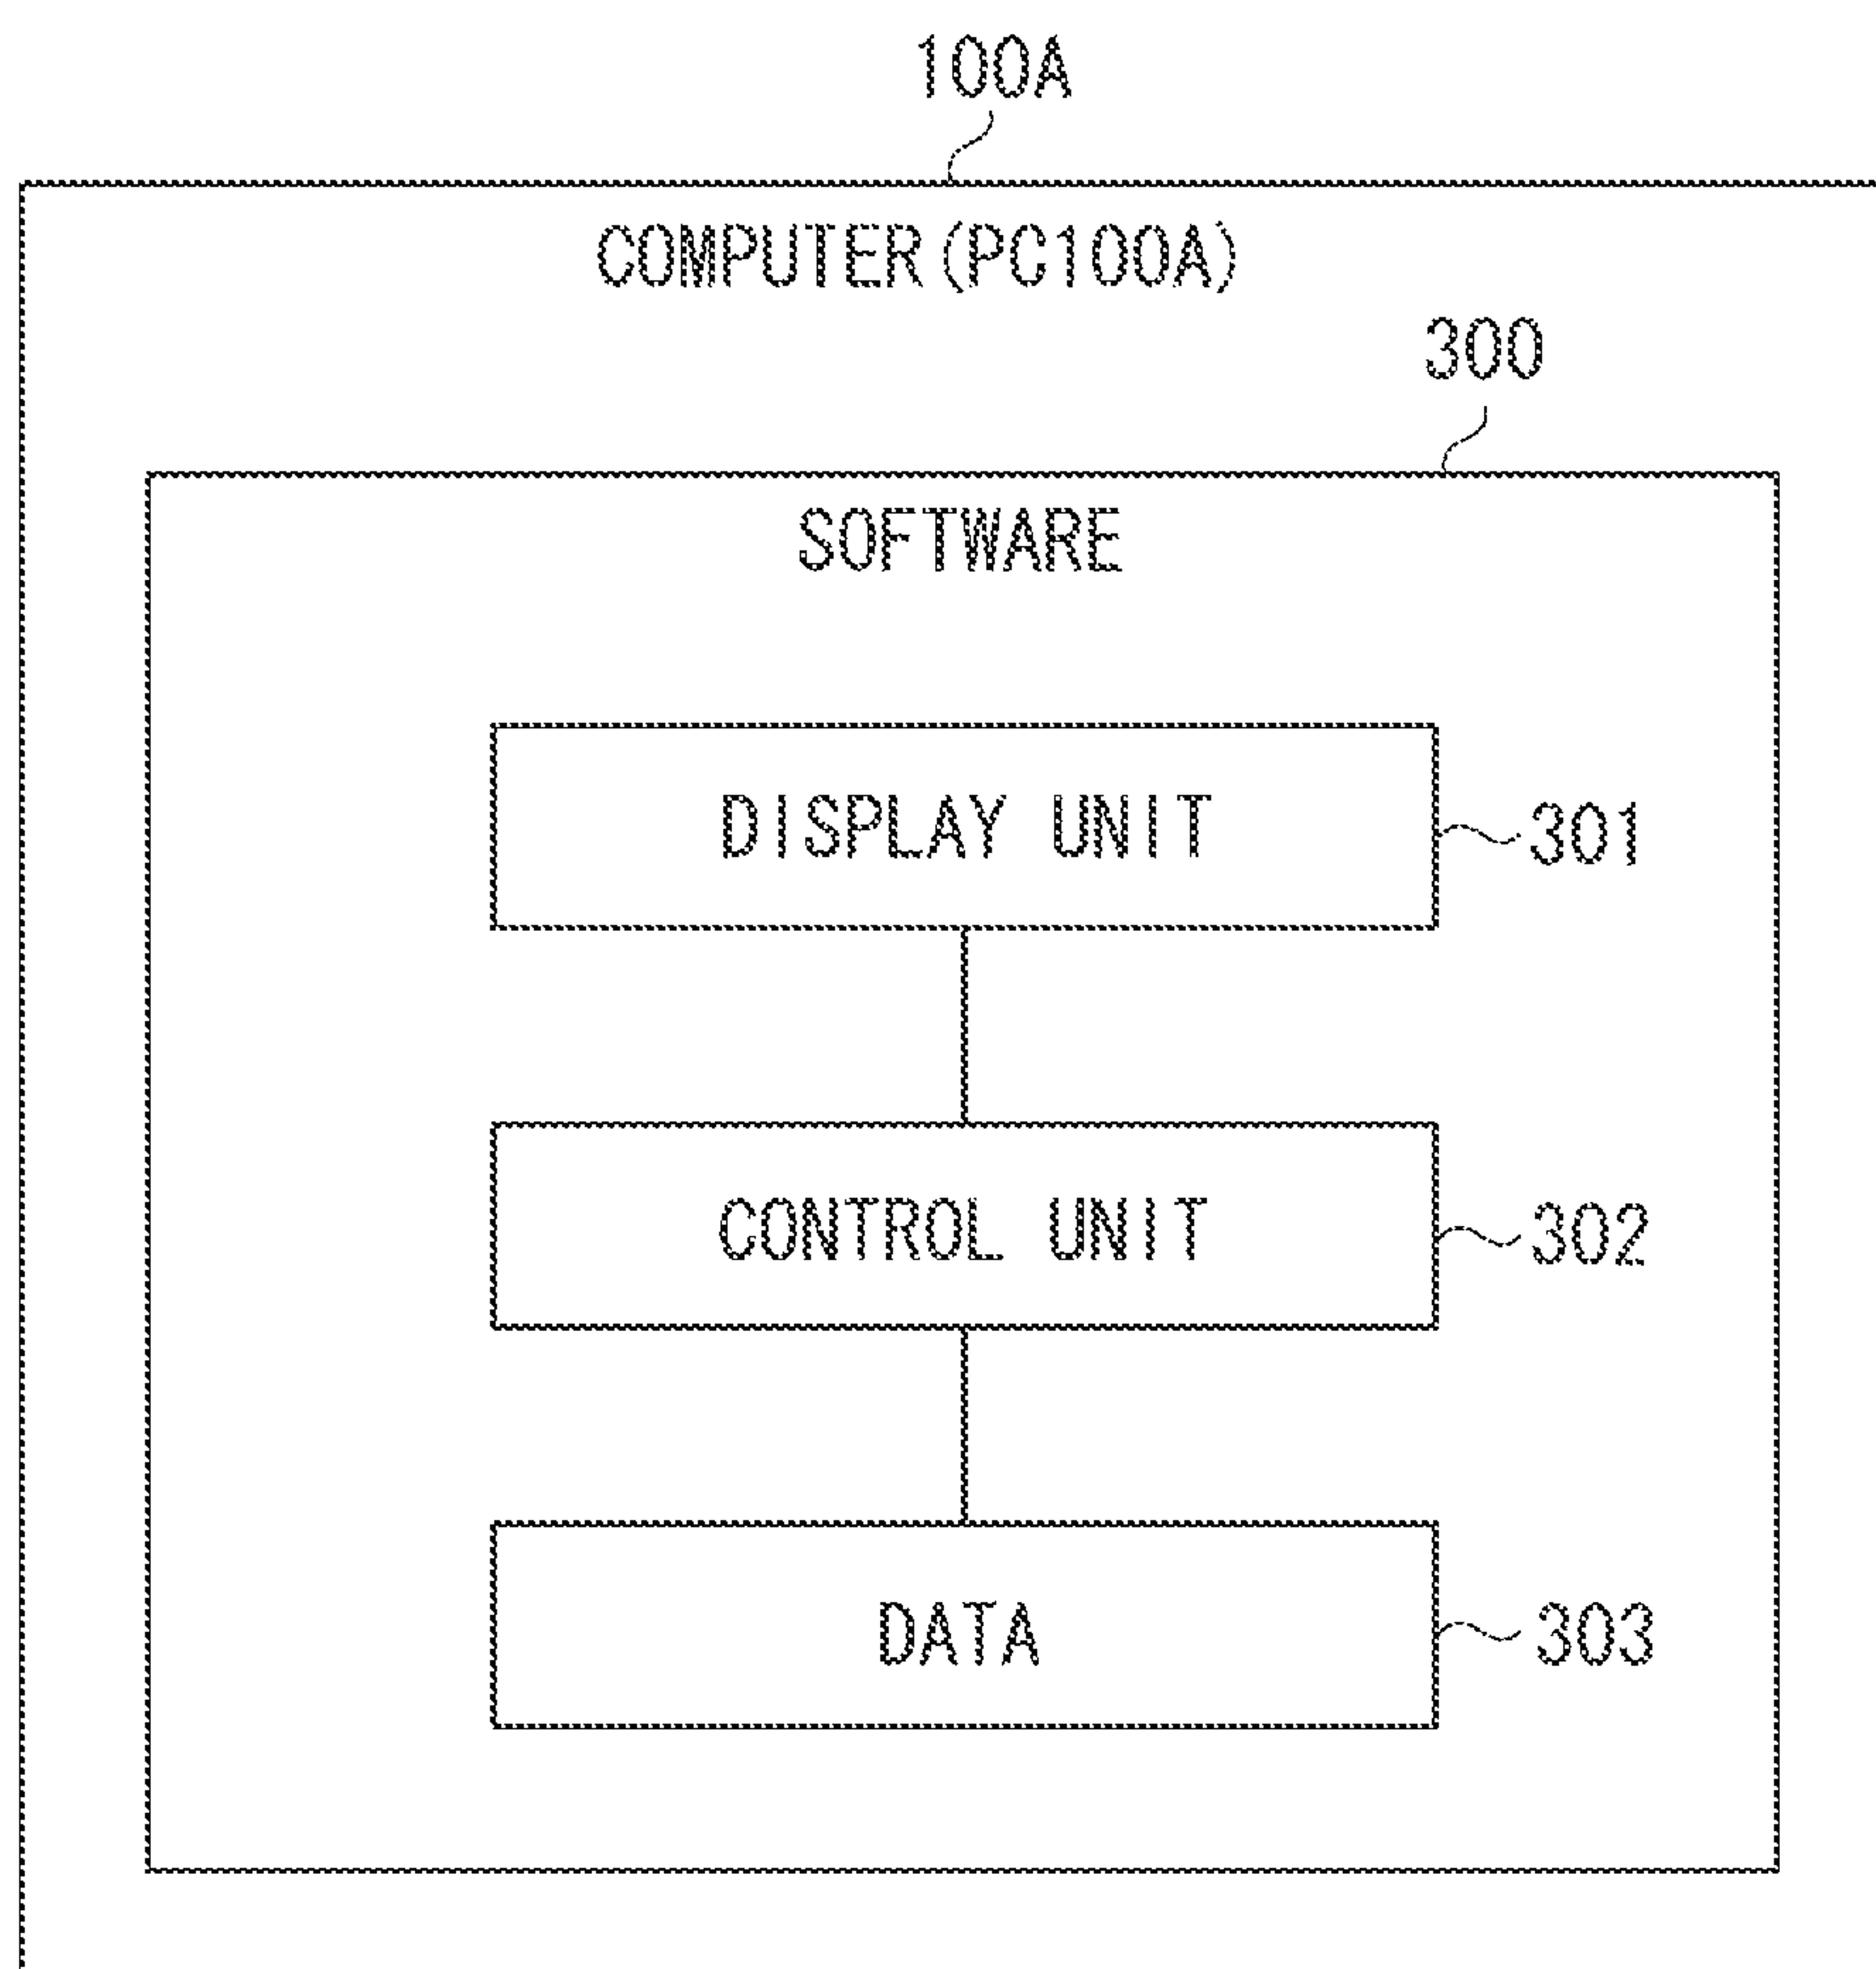 100A
COMPUTER(PC100A)
300
SOFTWARE
DISPLAY UNIT
301
CONTROL UNIT
302
DATA
303